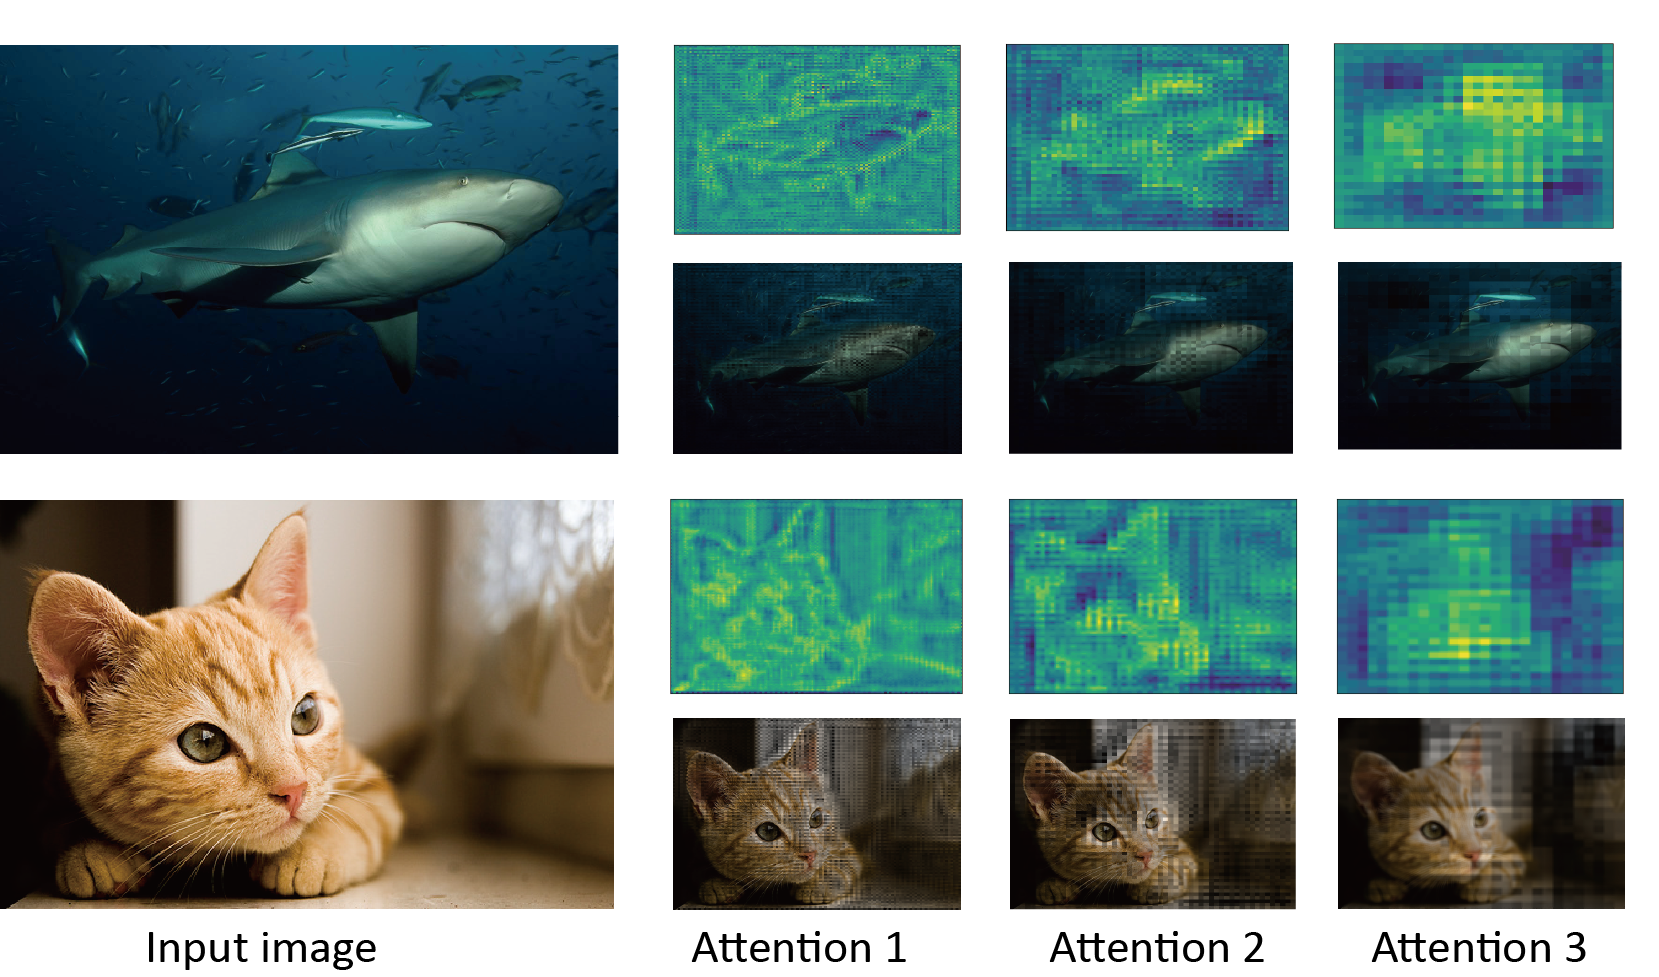 Input image
Attention 1
Attention 2
Attention 3